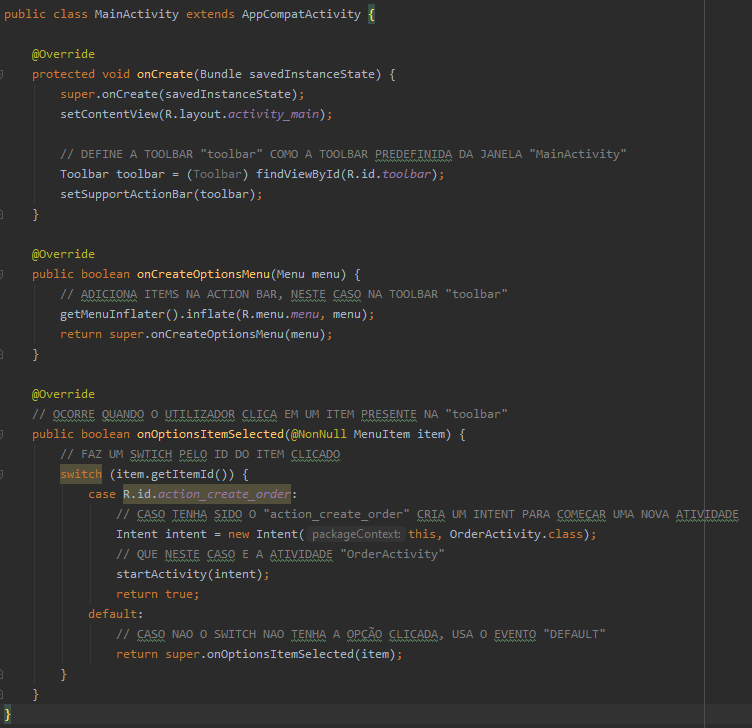 public class MainActivity extends AppCompatActivity {
@Override
protected void onCreate(Bundle savedInstanceState) {
super.onCreate(savedInstanceState);
setContentView(R.layout.activity_main);
// DEFINE A TOOLBAR "toolbar" COMO A TOOLBAR PREDEFINIDA DA JANELA "MainActivity"
Toolbar toolbar = (Toolbar) findViewById(R.id.toolbar);
setSupportActionBar(toolbar);
}
@Override
public boolean onCreateOptionsMenu(Menu menu) {
// ADICIONA ITEMS NA ACTION BAR, NESTE CASO NA TOOLBAR "toolbar"
getMenuInflater().inflate(R.menu.menu, menu);
return super.onCreateOptionsMenu(menu);
}
@Override
// OCORRE QUANDO O UTILIZADOR CLICA EM UM ITEM PRESENTE NA "toolbar"
public boolean onOptionsItemSelected(@NonNull MenuItem item) {
// FAZ UM SWTICH PELO ID DO ITEM CLICADO
switch (item.getItemId()) {
case R.id.action_create_order:
// CASO TENHA SIDO O "action_create_order" CRIA UM INTENT PARA COMEÇAR UMA NOVA ATIVIDADE
Intent intent = new Intent( packageContext: this, OrderActivity.class);
// QUE NESTE CASO E A ATIVIDADE "OrderActivity"
startActivity(intent);
return true;
default:
// CASO NAO O SWITCH NAO TENHA A OPÇÃO CLICADA, USA O EVENTO "DEFAULT"
return super.onOptionsItemSelected(item);
}
}
}